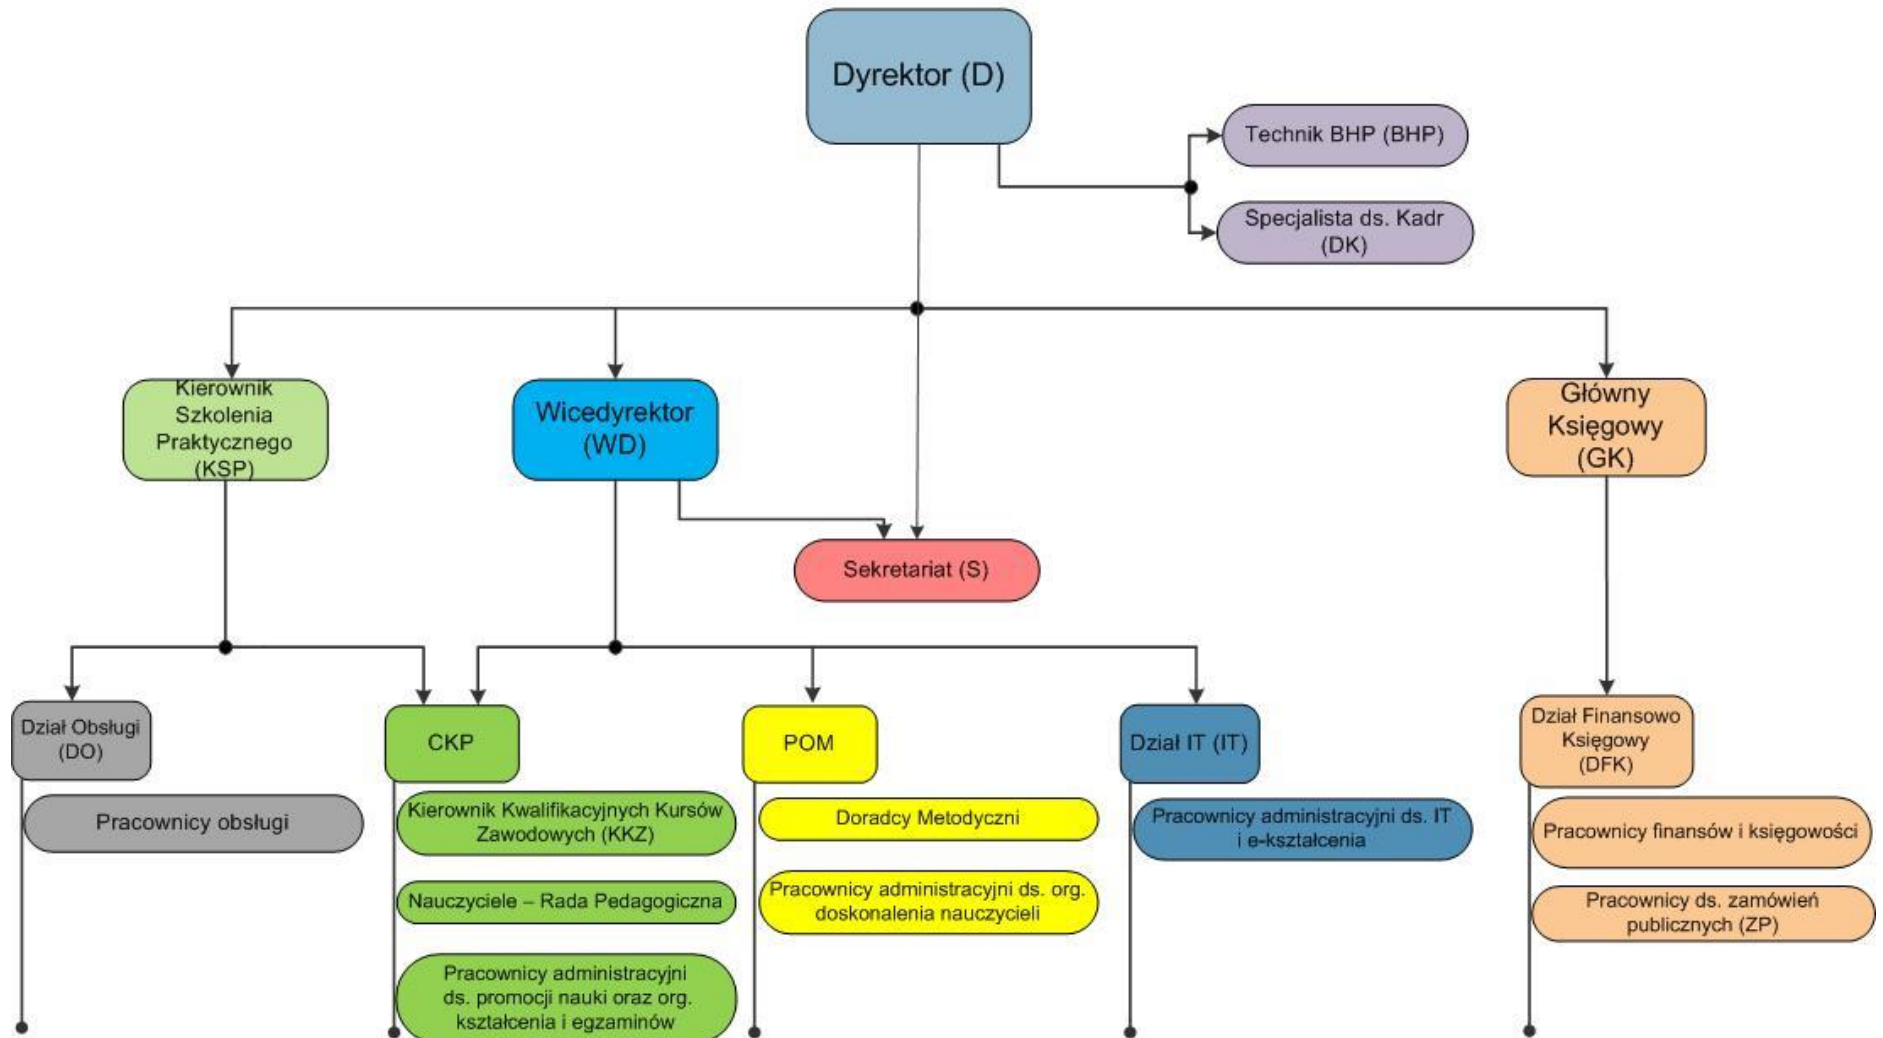 Dyrektor (D)
Technik BHP (BHP)
Specjalista ds. Kadr
(DK)
Kierownik
Szkolenia
Praktycznego
(KSP)
Wicedyrektor
(WD)
Główny
Księgowy
(GK)
Sekretariat (S)
Dział Obsługi
(DO)
CKP
POM
Dział IT (IT)
Dział Finansowo
Księgowy
(DFK)
Pracownicy obsługi
Kierownik Kwalifikacyjnych Kursów
Zawodowych (KKZ)
Nauczyciele – Rada Pedagogiczna
Pracownicy administracyjni
ds. promocji nauki oraz org.
kształcenia i egzaminów
Doradcy Metodyczni
Pracownicy administracyjni ds. org.
doskonalenia nauczycieli
Pracownicy administracyjni ds. IT
i e-kształcenia
Pracownicy finansów i księgowości
Pracownicy ds. zamówień
publicznych (ZP)